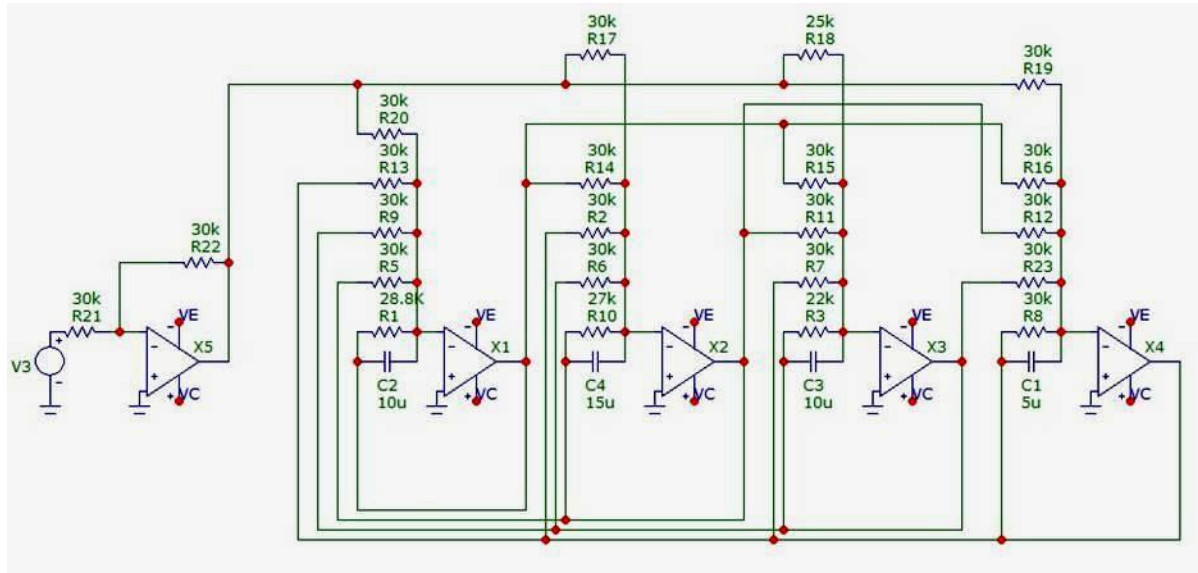 30k
R17
25k
R18
30k
R19
30k
R20
30k
R13
30k
R14
30k
R15
30k
R16
30k
R9
30k
R2
30k
R11
30k
R12
30k
R22
30k
R5
30k
R6
30k
R7
30k
R23
30k
R21
28.8K
R1
27k
R10
22k
R3
30k
R8
V3
+
-
VE
-
-
+
X5
+
VC
VE
-
-
+
X1
+
VC
VE
-
-
+
X2
+
VC
VE
-
-
+
X3
+
VC
VE
-
-
+
X4
+
VC
C2
10u
C4
15u
C3
10u
C1
5u